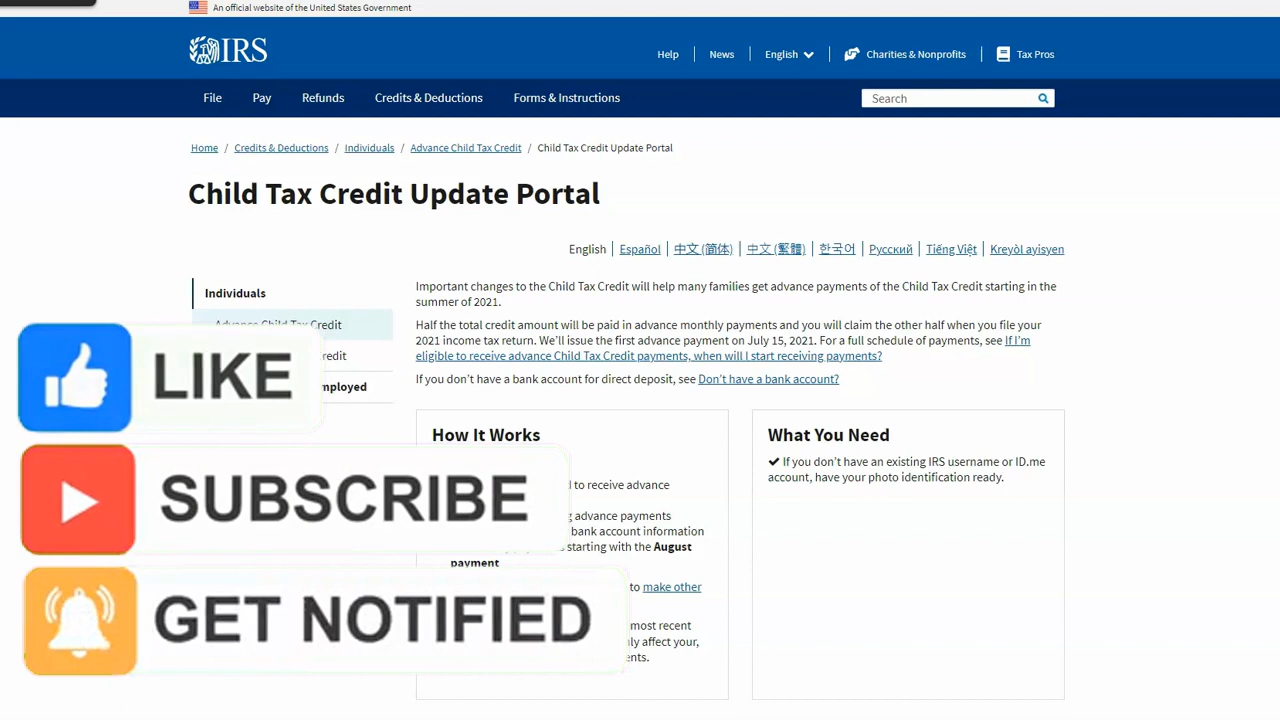 An official website of the United States Government
IRS
Help
News
English
Charities & Nonprofits
Tax Pros
File
Pay
Refunds
Credits & Deductions
Forms & Instructions
Search
Home / Credits & Deductions / Individuals / Advance Child Tax Credit / Child Tax Credit Update Portal
Child Tax Credit Update Portal
English | Español | 中文 (简体) | 中文 (繁體) | 한국어 | Русский | Tiếng Việt | Kreyòl ayisyen
Individuals
Advance Child Tax Credit
Important changes to the Child Tax Credit will help many families get advance payments of the Child Tax Credit starting in the
summer of 2021.
Half the total credit amount will be paid in advance monthly payments and you will claim the other half when you file your
2021 income tax return. We'll issue the first advance payment on July 15, 2021. For a full schedule of payments, see If I'm
eligible to receive advance Child Tax Credit payments, when will I start receiving payments?
If you don't have a bank account for direct deposit, see Don't have a bank account?
LIKE
SUBSCRIBE
GET NOTIFIED
How It Works
to receive advance
advance payments
bank account information
starting with the August
payment
to make other
most recent
affect your,
What You Need
✔ If you don't have an existing IRS username or ID.me
account, have your photo identification ready.